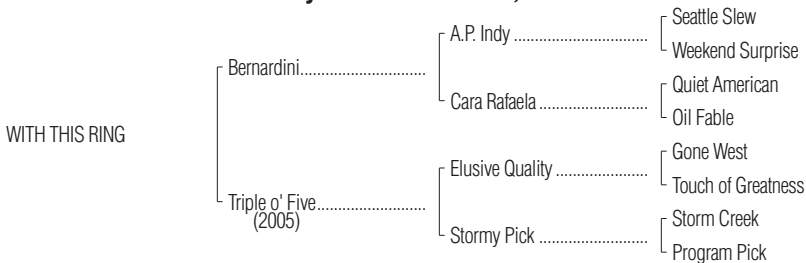 Seattle Slew
A.P. Indy ..................................
Weekend Surprise
Bernardini...............................
Quiet American
Cara Rafaela ...........................
Oil Fable
WITH THIS RING
Gone West
Elusive Quality .......................
Touch of Greatness
Triple o' Five...........................
(2005)
Storm Creek
Stormy Pick ...........................
Program Pick